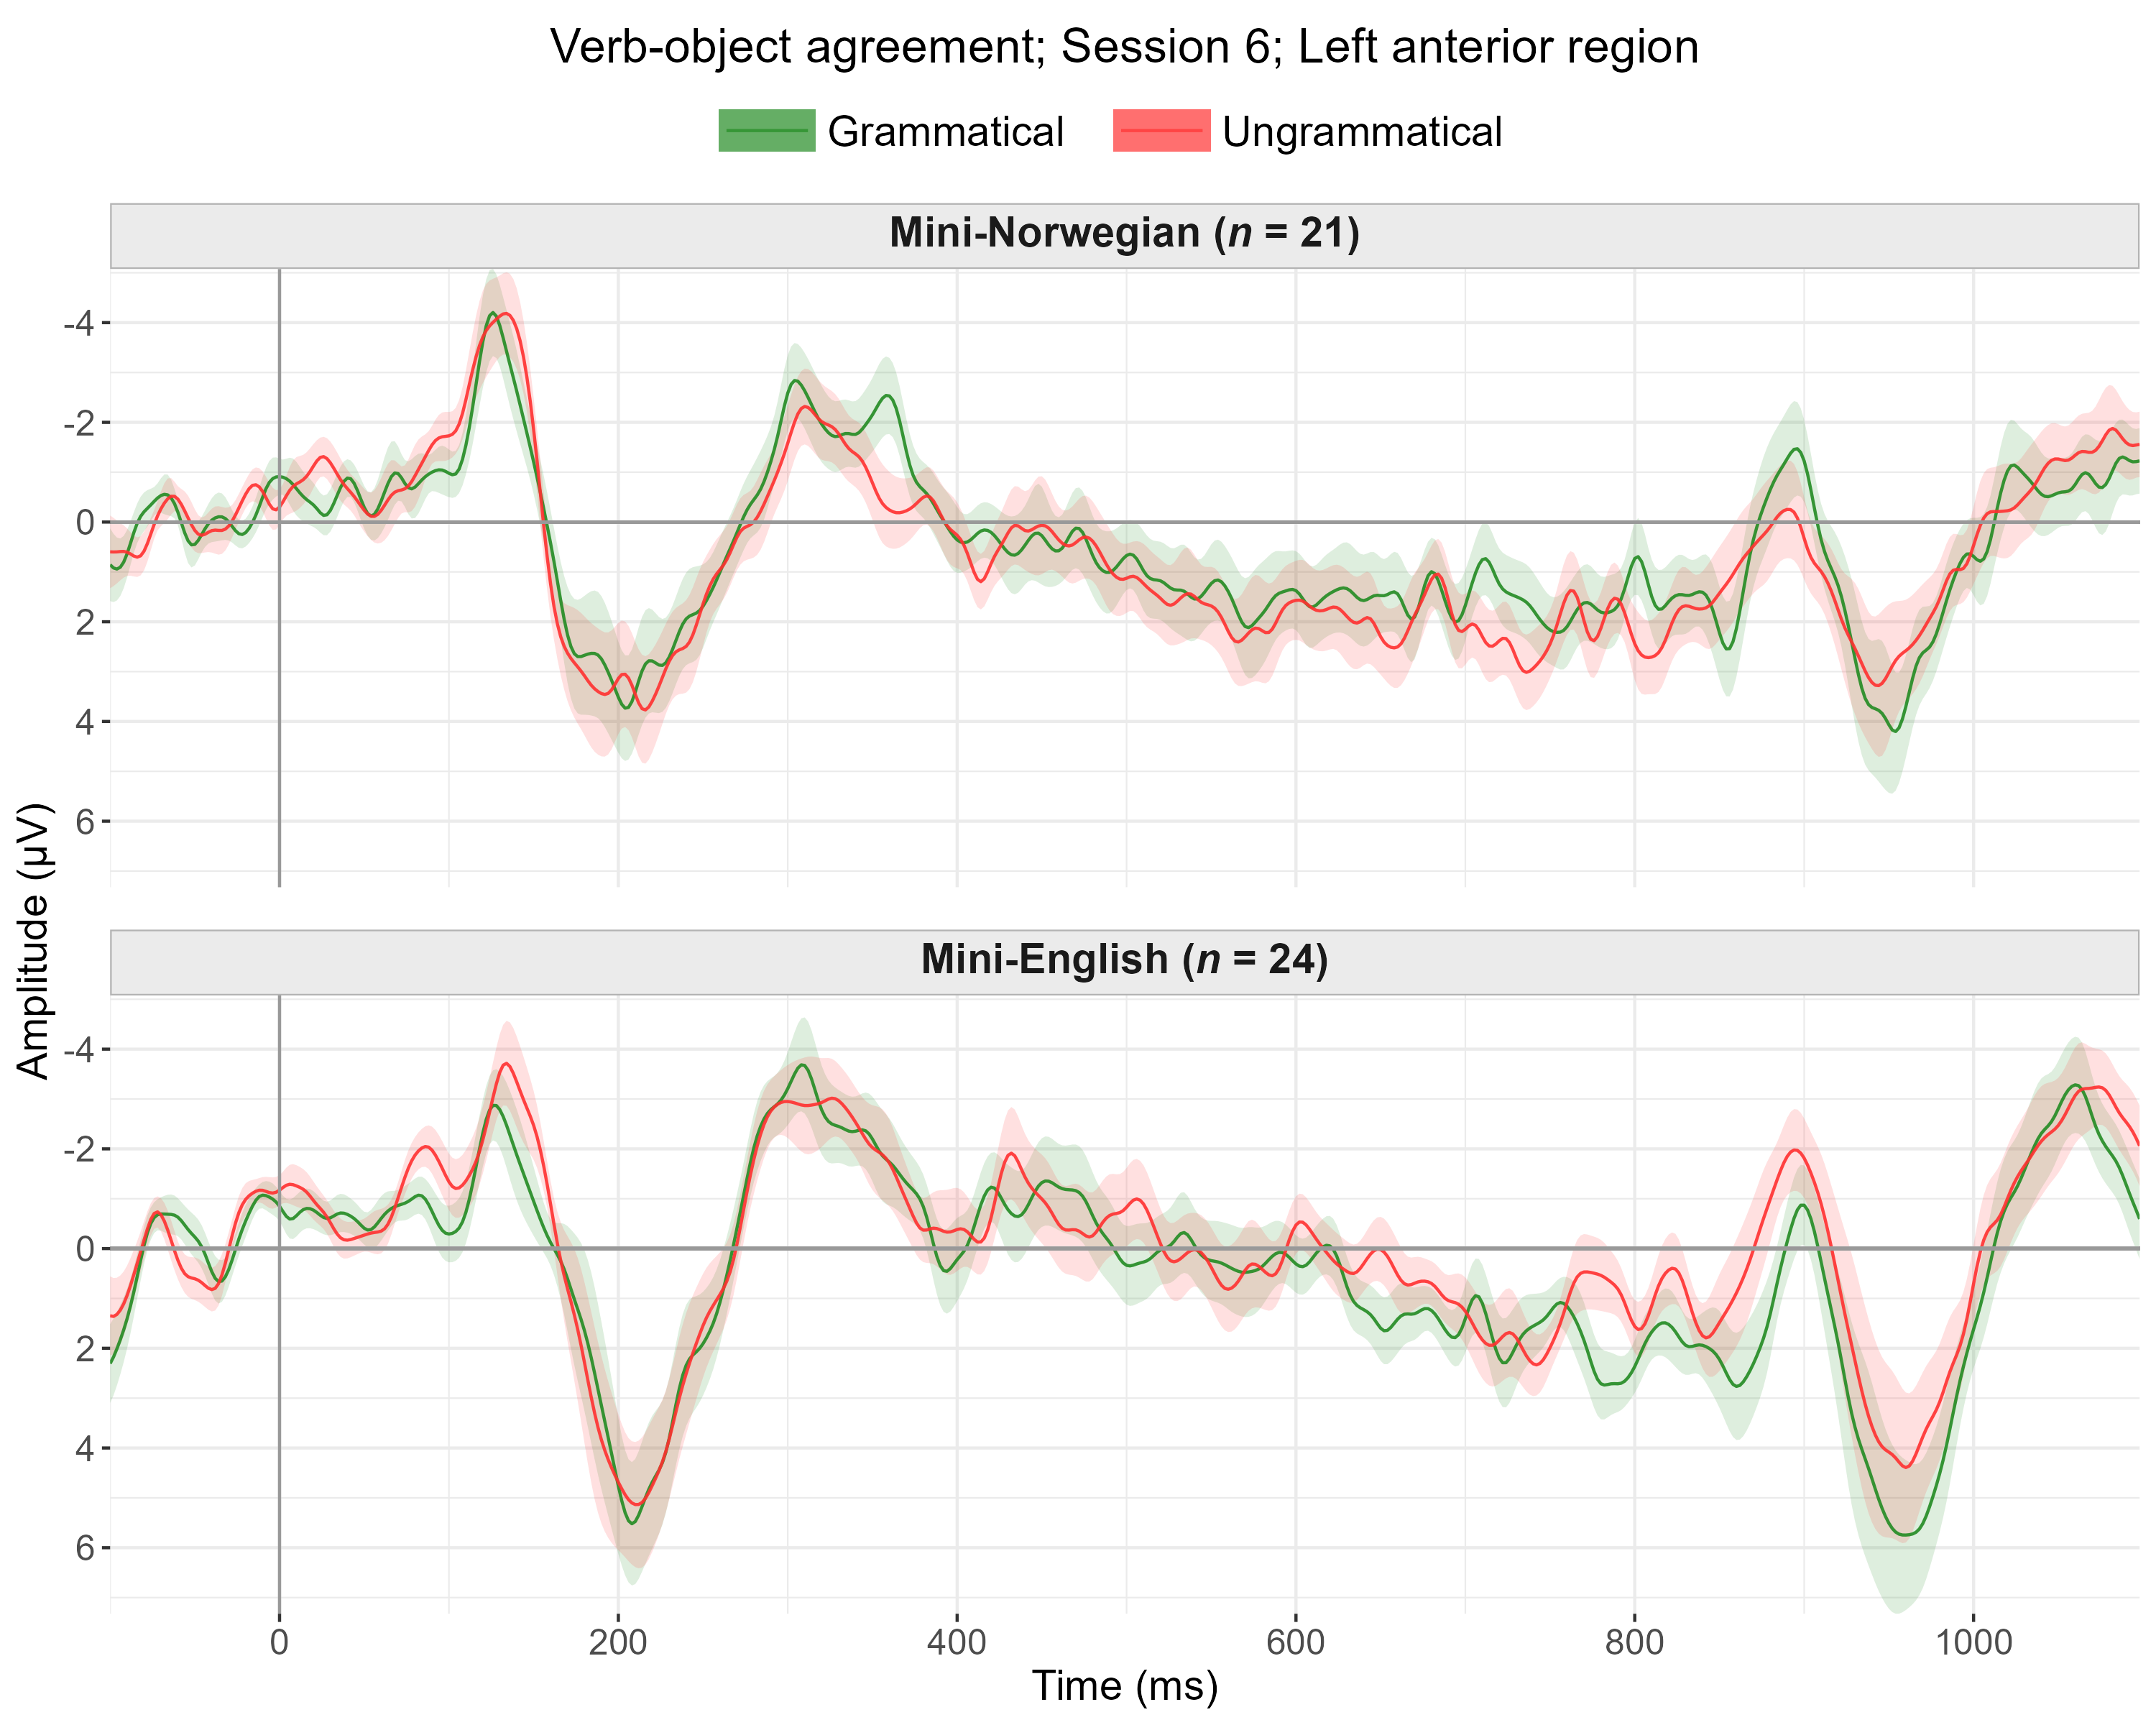 Verb-object agreement; Session 6; Left anterior region
Grammatical Ungrammatical
Mini-Norwegian (n = 21)
-4
-2
0
2
4
6
Mini-English (n = 24)
-4
-2
0
2
4
6
Amplitude (µV)
0 200 400 600 800 1000
Time (ms)